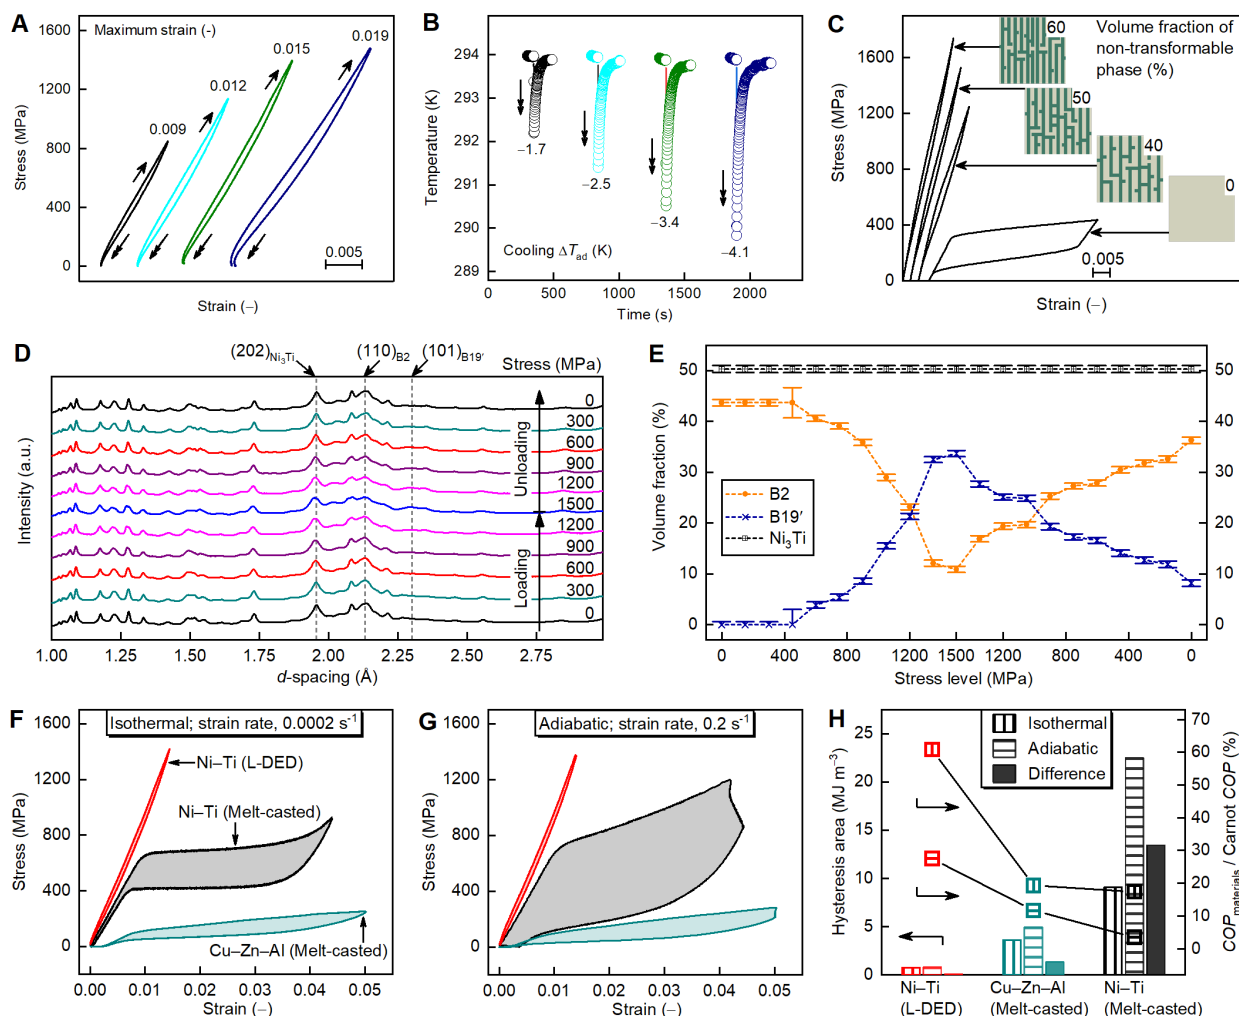 A
Maximum strain (-)
0.009
0.012
0.015
0.019
0.005
1600
1200
800
400
0
Stress (MPa)
Strain (–)
B
294
293
292
291
290
289
Temperature (K)
−1.7
−2.5
−3.4
−4.1
Cooling ΔTad (K)
0
500
1000
1500
2000
Time (s)
C
Volume fraction of
non-transformable
phase (%)
60
50
40
0
1600
1200
800
400
0
Stress (MPa)
0.005
Strain (–)
D
(202)Ni3Ti
(110)B2
(101)B19′
Stress (MPa)
0
300
600
900
1200
1500
1200
900
600
300
0
Unloading
Loading
Intensity (a.u.)
1.00
1.25
1.50
1.75
2.00
2.25
2.50
2.75
d-spacing (Å)
E
50
40
30
20
10
0
Volume fraction (%)
B2
B19′
Ni3Ti
50
40
30
20
10
0
0
400
800
1200
1500
1200
800
400
0
Stress level (MPa)
F
Isothermal; strain rate, 0.0002 s-1
Ni–Ti (L-DED)
Ni–Ti (Melt-casted)
Cu–Zn–Al (Melt-casted)
1600
1200
800
400
0
Stress (MPa)
0.00
0.01
0.02
0.03
0.04
0.05
Strain (–)
G
Adiabatic; strain rate, 0.2 s-1
1600
1200
800
400
0
Stress (MPa)
0.00
0.01
0.02
0.03
0.04
0.05
Strain (–)
H
Isothermal
Adiabatic
Difference
25
20
15
10
5
0
Hysteresis area (MJ m−3)
70
60
50
40
30
20
10
0
COPmaterials / Carnot COP (%)
Ni–Ti
(L-DED)
Cu–Zn–Al
(Melt-casted)
Ni–Ti
(Melt-casted)